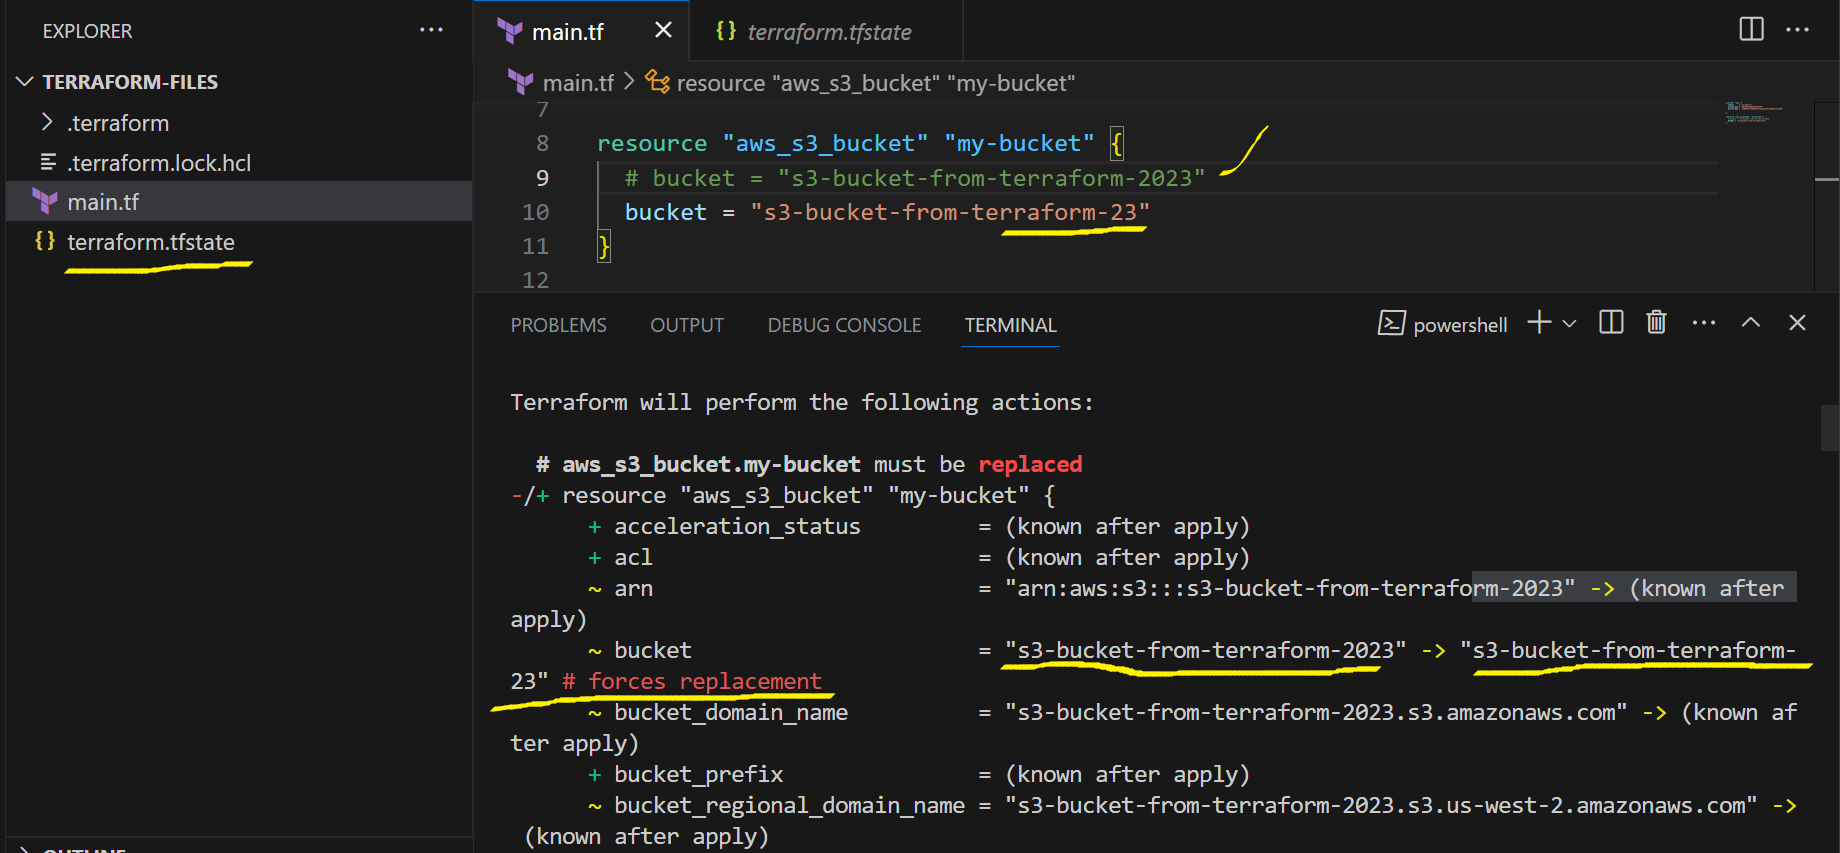 EXPLORER
TERRAFORM-FILES
.terraform
.terraform.lock.hcl
main.tf
terraform.tfstate
main.tf
terraform.tfstate
main.tf > resource "aws_s3_bucket" "my-bucket"
7
8 resource "aws_s3_bucket" "my-bucket" {
9 # bucket = "s3-bucket-from-terraform-2023"
10 bucket = "s3-bucket-from-terraform-23"
11 }
12
PROBLEMS OUTPUT DEBUG CONSOLE TERMINAL
powershell
Terraform will perform the following actions:
# aws_s3_bucket.my-bucket must be replaced
-/+ resource "aws_s3_bucket" "my-bucket" {
+ acceleration_status = (known after apply)
+ acl = (known after apply)
~ arn = "arn:aws:s3:::s3-bucket-from-terraform-2023" -> (known after
apply)
~ bucket = "s3-bucket-from-terraform-2023" -> "s3-bucket-from-terraform-
23" # forces replacement
~ bucket_domain_name = "s3-bucket-from-terraform-2023.s3.amazonaws.com" -> (known af
ter apply)
+ bucket_prefix = (known after apply)
~ bucket_regional_domain_name = "s3-bucket-from-terraform-2023.s3.us-west-2.amazonaws.com" ->
(known after apply)
OUTLINE